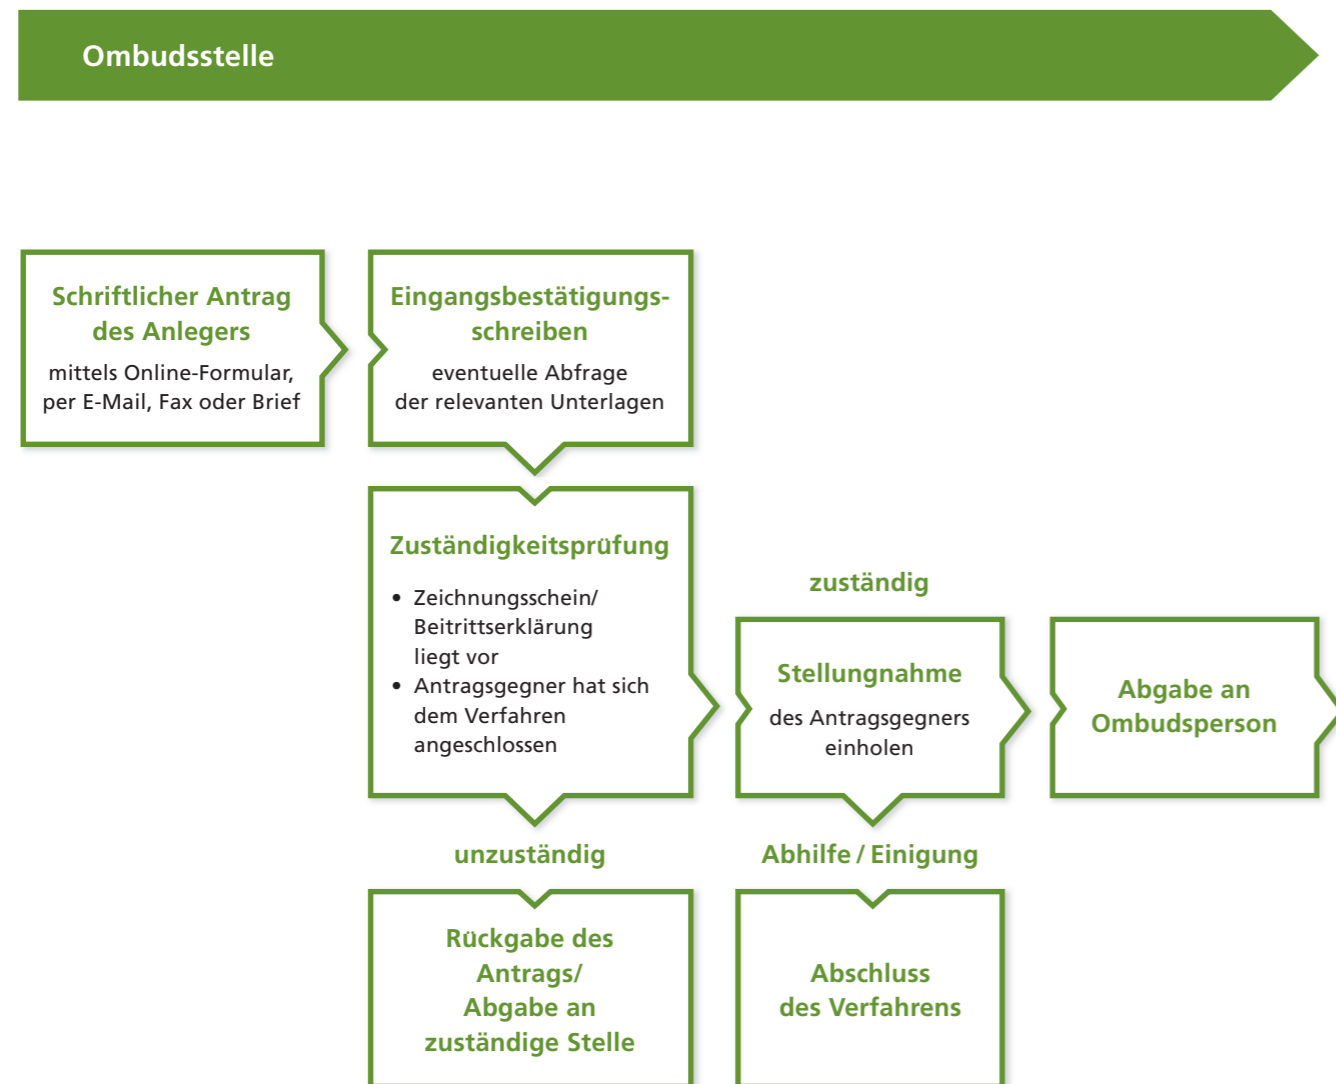 Ombudsstelle
Schriftlicher Antrag
des Anlegers
mittels Online-Formular,
per E-Mail, Fax oder Brief
Eingangsbestätigungs-
schreiben
eventuelle Abfrage
der relevanten Unterlagen
Zuständigkeitsprüfung
• Zeichnungsschein/
Beitrittserklärung
liegt vor
• Antragsgegner hat sich
dem Verfahren
angeschlossen
zuständig
Stellungnahme
des Antragsgegners
einholen
Abgabe an
Ombudsperson
unzuständig
Rückgabe des
Antrags/
Abgabe an
zuständige Stelle
Abhilfe / Einigung
Abschluss
des Verfahrens